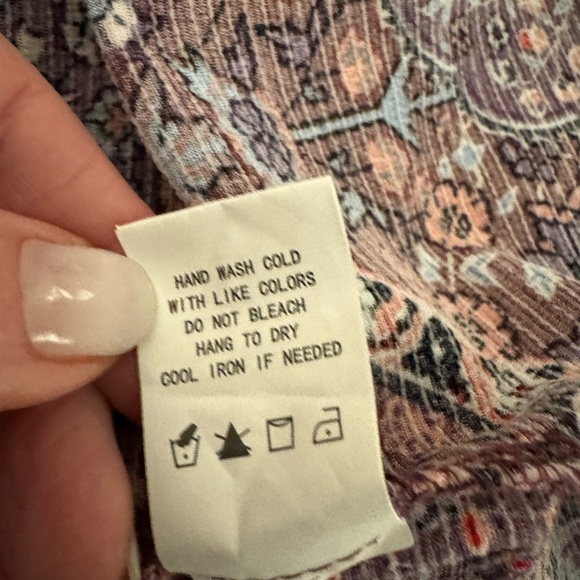 HAND WASH COLD
WITH LIKE COLORS
DO NOT BLEACH
HANG TO DRY
COOL IRON IF NEEDED